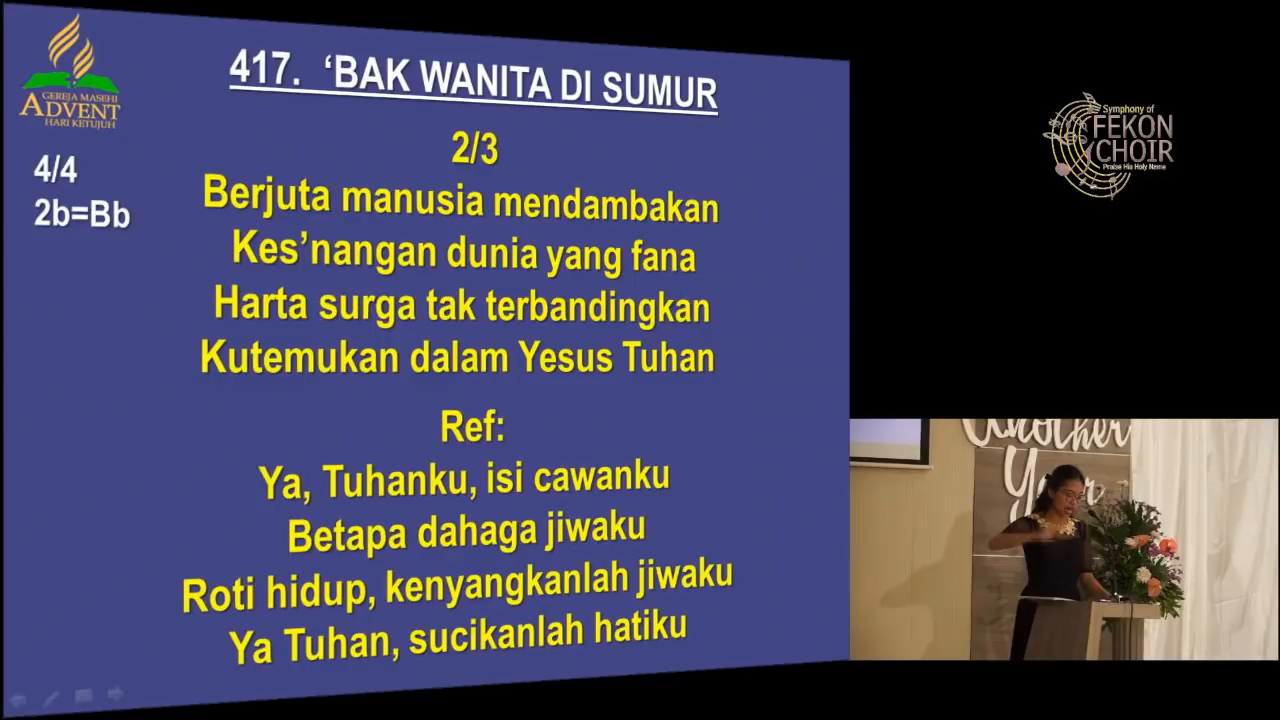 GEREJA MASEHI
ADVENT
HARI KETUJUH
417. ‘BAK WANITA DI SUMUR
4/4
2b=Bb
2/3
Berjuta manusia mendambakan
Kes’nangan dunia yang fana
Harta surga tak terbandingkan
Kutemukan dalam Yesus Tuhan
Ref:
Ya, Tuhanku, isi cawanku
Betapa dahaga jiwaku
Roti hidup, kenyangkanlah jiwaku
Ya Tuhan, sucikanlah hatiku
Symphony of
FEKON
CHOIR
Praise His Holy Name
Another
Year